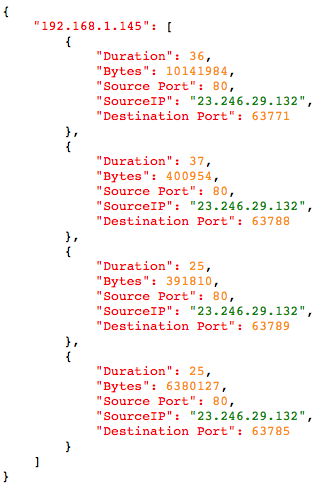 {
    "192.168.1.145": [
        {
            "Duration": 36,
            "Bytes": 10141984,
            "Source Port": 80,
            "SourceIP": "23.246.29.132",
            "Destination Port": 63771
        },
        {
            "Duration": 37,
            "Bytes": 400954,
            "Source Port": 80,
            "SourceIP": "23.246.29.132",
            "Destination Port": 63788
        },
        {
            "Duration": 25,
            "Bytes": 391810,
            "Source Port": 80,
            "SourceIP": "23.246.29.132",
            "Destination Port": 63789
        },
        {
            "Duration": 25,
            "Bytes": 6380127,
            "Source Port": 80,
            "SourceIP": "23.246.29.132",
            "Destination Port": 63785
        }
    ]
}